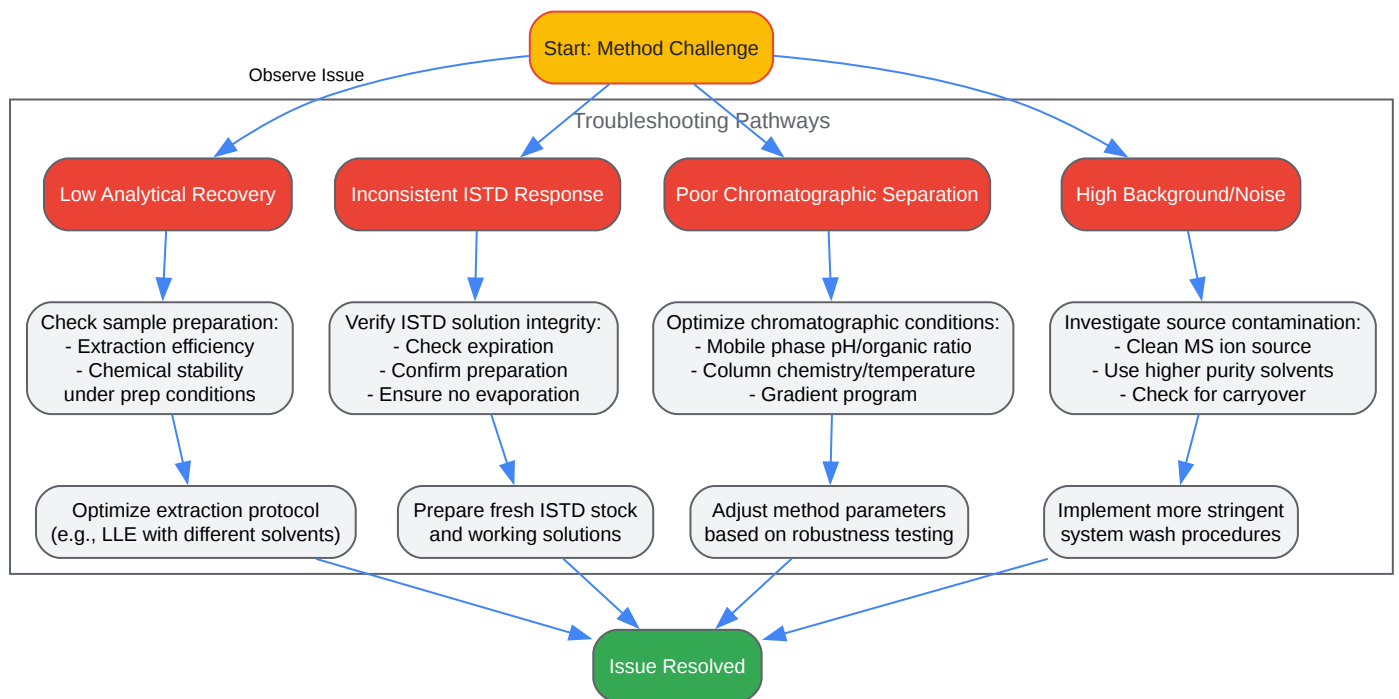 Start: Method Challenge
Observe Issue
Troubleshooting Pathways
Low Analytical Recovery
Inconsistent ISTD Response
Poor Chromatographic Separation
High Background/Noise
Check sample preparation:
- Extraction efficiency
- Chemical stability
under prep conditions
Verify ISTD solution integrity:
- Check expiration
- Confirm preparation
- Ensure no evaporation
Optimize chromatographic conditions:
- Mobile phase pH/organic ratio
- Column chemistry/temperature
- Gradient program
Investigate source contamination:
- Clean MS ion source
- Use higher purity solvents
- Check for carryover
Optimize extraction protocol
(e.g., LLE with different solvents)
Prepare fresh ISTD stock
and working solutions
Adjust method parameters
based on robustness testing
Implement more stringent
system wash procedures
Issue Resolved